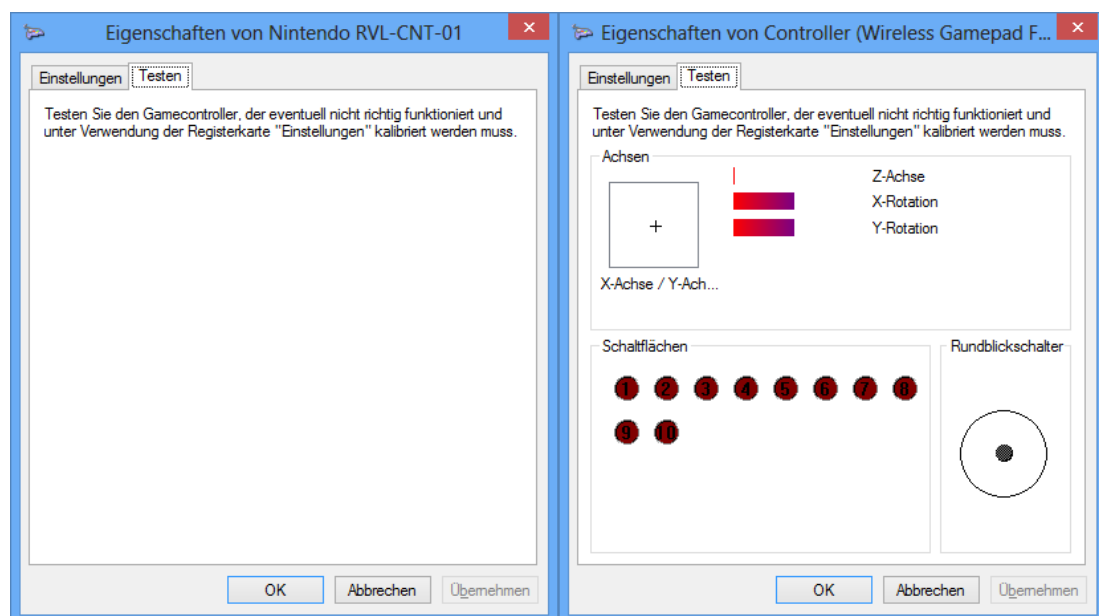 Eigenschaften von Nintendo RVL-CNT-01
Einstellungen Testen
Testen Sie den Gamecontroller, der eventuell nicht richtig funktioniert und
unter Verwendung der Registerkarte "Einstellungen" kalibriert werden muss.
OK Abbrechen Übernehmen
Eigenschaften von Controller (Wireless Gamepad F...
Einstellungen Testen
Testen Sie den Gamecontroller, der eventuell nicht richtig funktioniert und
unter Verwendung der Registerkarte "Einstellungen" kalibriert werden muss.
Achsen
Z-Achse
X-Rotation
Y-Rotation
X-Achse / Y-Ach...
Schaltflächen
1 2 3 4 5 6 7 8
9 10
Rundblickschalter
OK Abbrechen Übernehmen